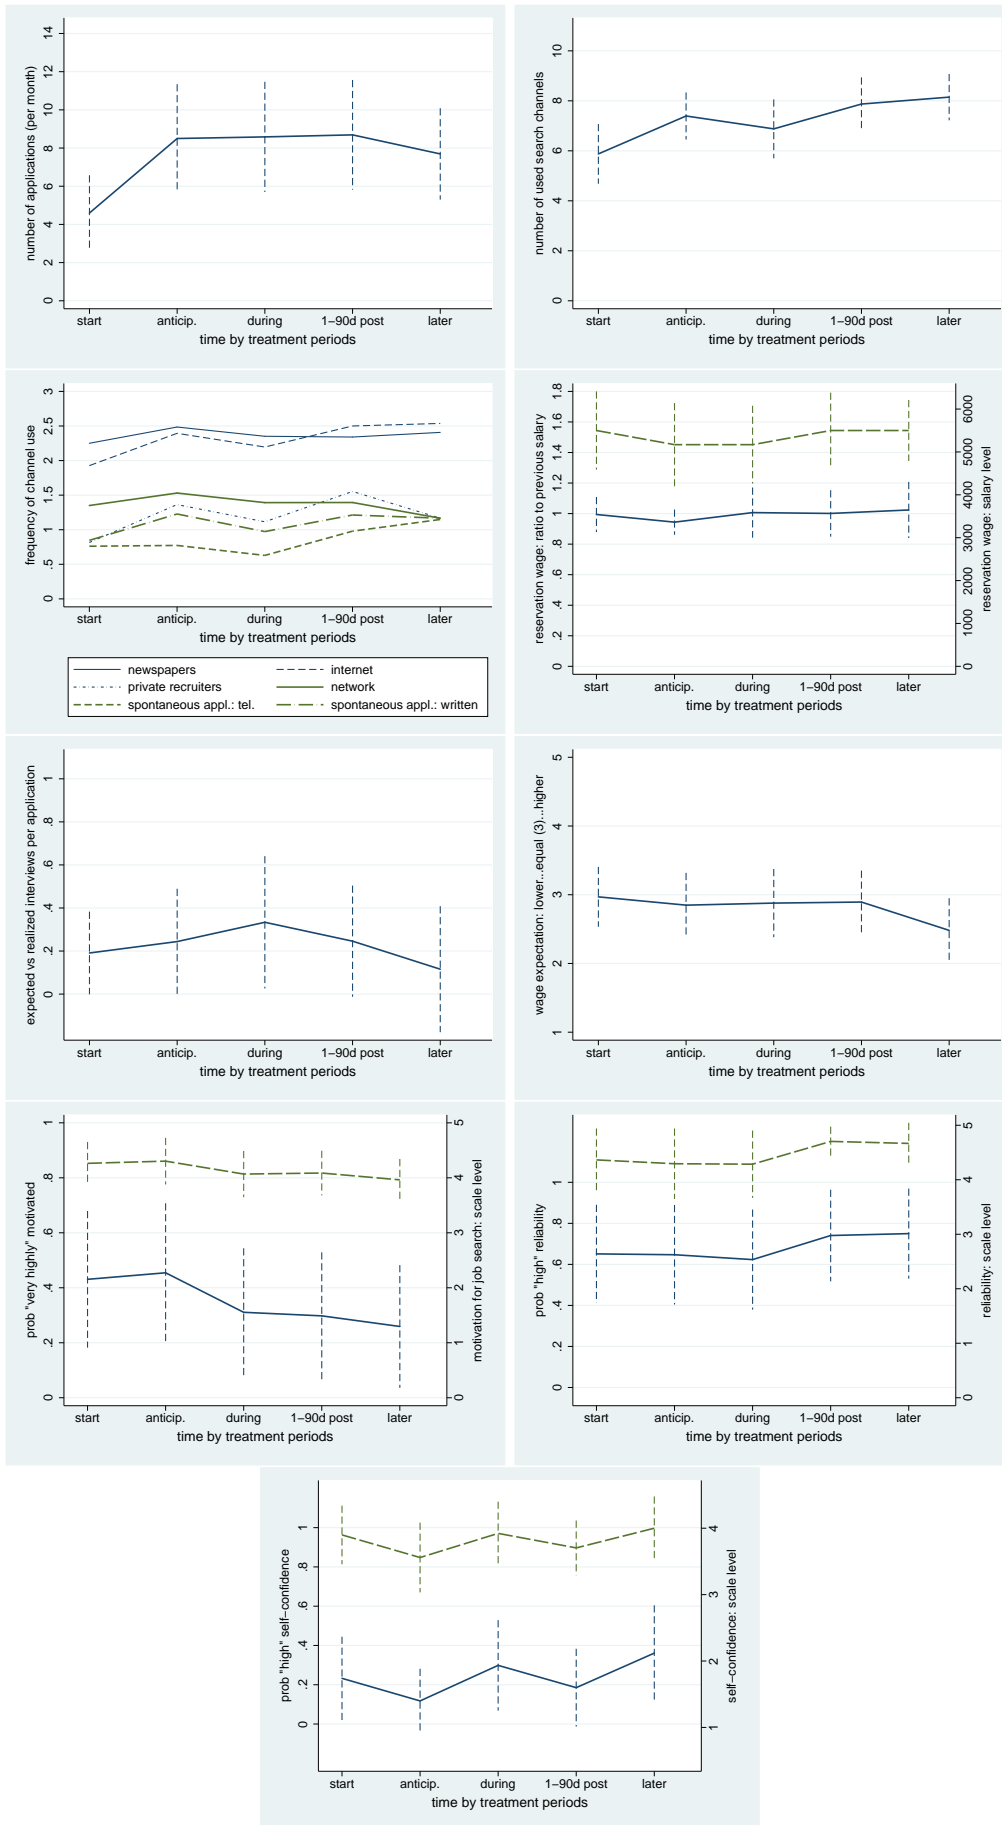 number of applications (per month)
0 2 4 6 8 10 12 14
start anticip. during 1−90d post later
time by treatment periods
number of used search channels
0 2 4 6 8 10
start anticip. during 1−90d post later
time by treatment periods
frequency of channel use
0 .5 1 1.5 2 2.5 3
start anticip. during 1−90d post later
time by treatment periods
newspapers internet
private recruiters network
spontaneous appl.: tel. spontaneous appl.: written
reservation wage: ratio to previous salary
0 .2 .4 .6 .8 1 1.2 1.4 1.6 1.8
0 1000 2000 3000 4000 5000 6000
reservation wage: salary level
start anticip. during 1−90d post later
time by treatment periods
expected vs realized interviews per application
0 .2 .4 .6 .8 1
start anticip. during 1−90d post later
time by treatment periods
wage expectation: lower...equal (3)...higher
1 2 3 4 5
start anticip. during 1−90d post later
time by treatment periods
prob "very highly" motivated
0 .2 .4 .6 .8 1
0 1 2 3 4 5
motivation for job search: scale level
start anticip. during 1−90d post later
time by treatment periods
prob "high" reliability
0 .2 .4 .6 .8 1
0 1 2 3 4 5
reliability: scale level
start anticip. during 1−90d post later
time by treatment periods
prob "high" self−confidence
0 .2 .4 .6 .8 1
1 2 3 4
self−confidence: scale level
start anticip. during 1−90d post later
time by treatment periods